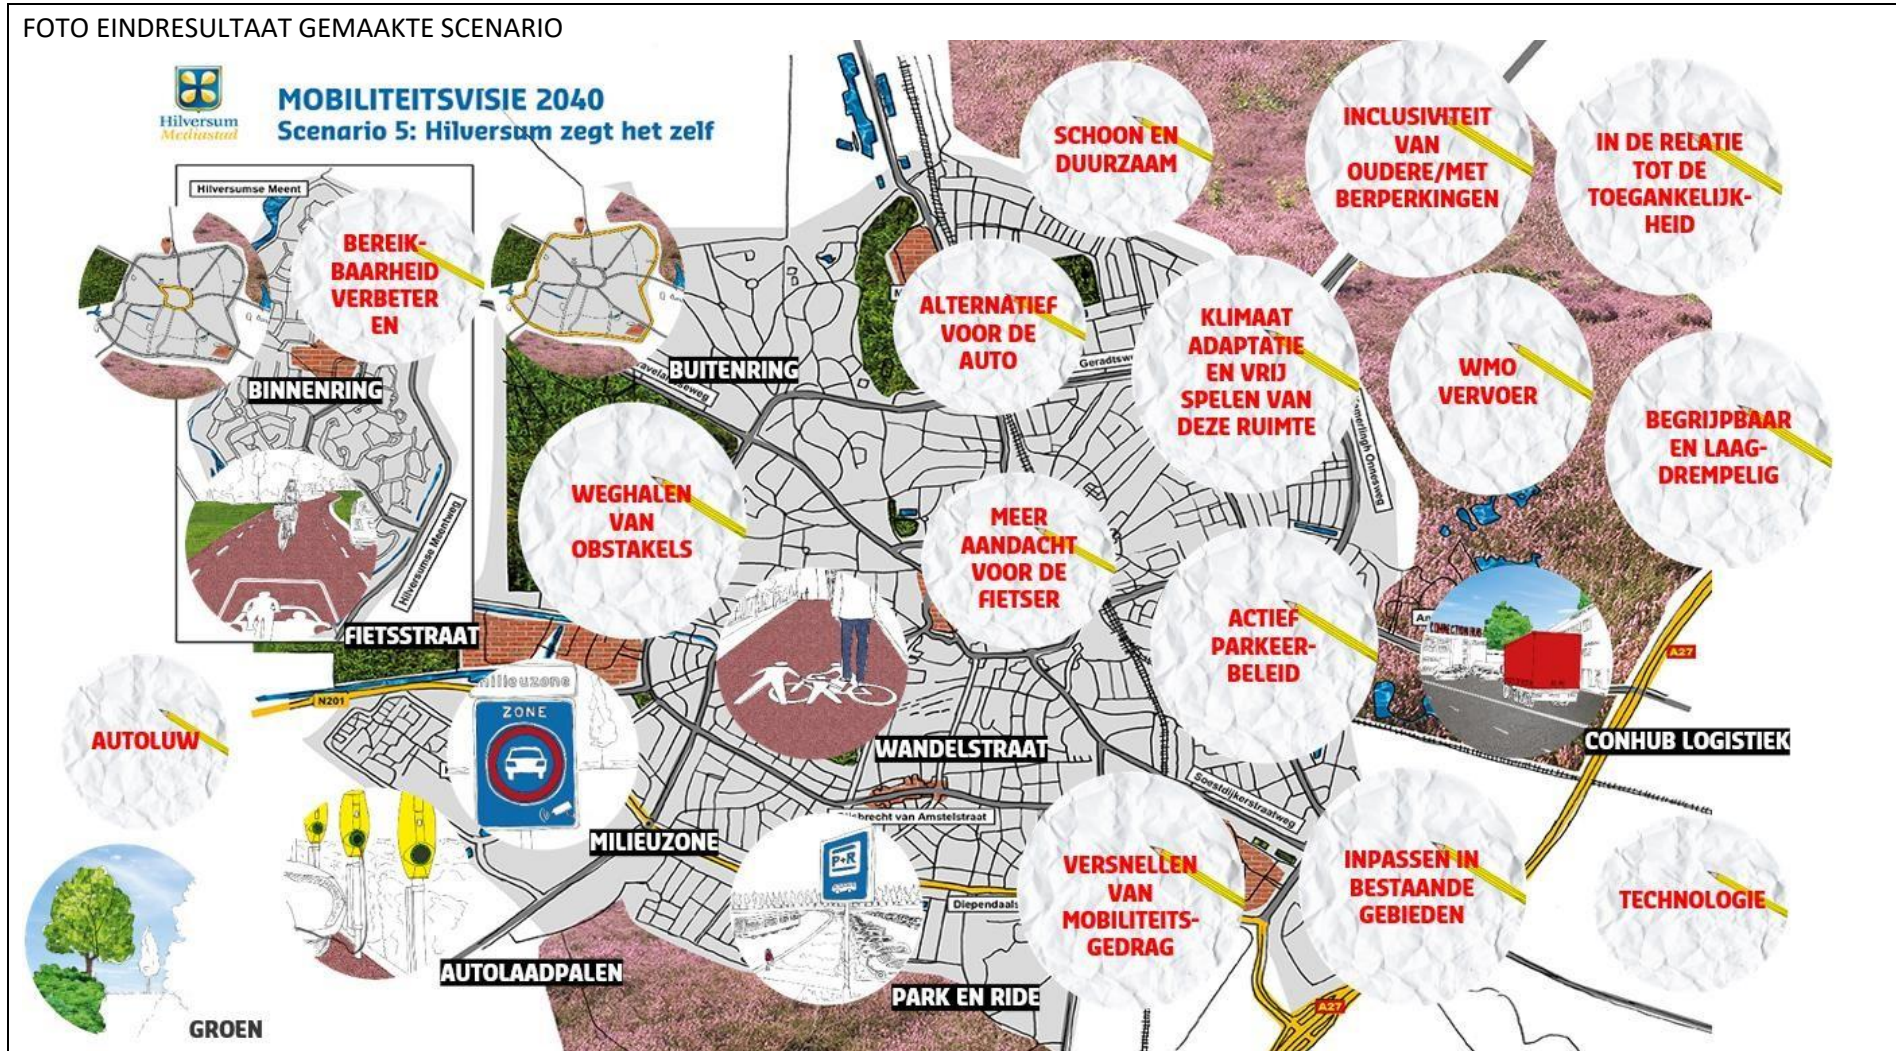 FOTO EINDRESULTAAT GEMAAKTE SCENARIO
Hilversum
Mediastad
MOBILITEITSVISIE 2040
Scenario 5: Hilversum zegt het zelf
Hilversumse Meent
BEREIK-
BAARHEID
VERBETER
EN
BINNENRING
BUITENRING
SCHOON EN
DUURZAAM
INCLUSIVITEIT
VAN
OUDERE/MET
BERPERKINGEN
IN DE RELATIE
TOT DE
TOEGANKELIJK-
HEID
ALTERNATIEF
VOOR DE
AUTO
KLIMAAT
ADAPTATIE
EN VRIJ
SPELEN VAN
DEZE RUIMTE
WMO
VERVOER
BEGRIJPBAAR
EN LAAG-
DREMPELIG
WEGHALEN
VAN
OBSTAKELS
MEER
AANDACHT
VOOR DE
FIETSER
ACTIEF
PARKEER-
BELEID
Hilversumse Meentweg
FIETSSTRAAT
WANDELSTRAAT
CONHUB LOGISTIEK
A27
N201
AUTOLUW
milieuzone
ZONE
MILIEUZONE
Soestdijkerstraatweg
brecht van Amstelstraat
P+R
Diependaals
AUTOLAADPALEN
PARK EN RIDE
VERSNELLEN
VAN
MOBILITEITS-
GEDRAG
INPASSEN IN
BESTAANDE
GEBIEDEN
TECHNOLOGIE
A27
GROEN